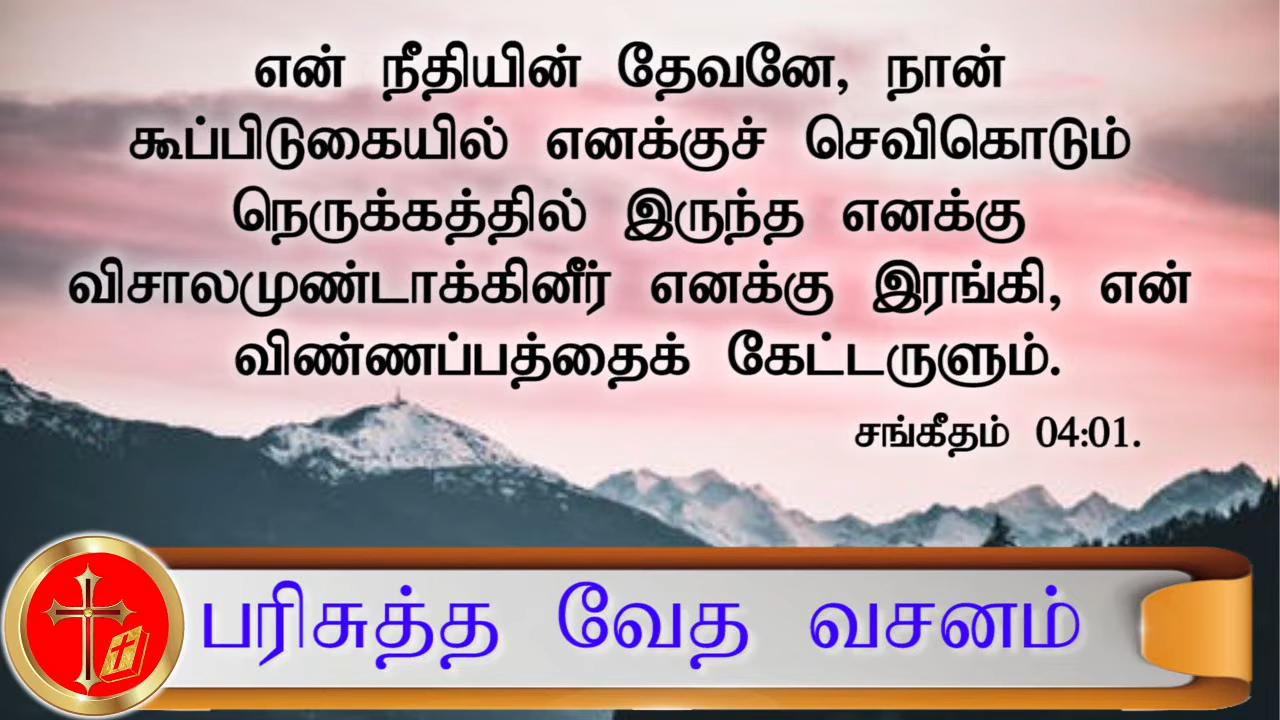 என் நீதியின் தேவனே, நான்
கூப்பிடுகையில் எனக்குச் செவிகொடும்
நெருக்கத்தில் இருந்த எனக்கு
விசாலமுண்டாக்கினீர் எனக்கு இரங்கி, என்
விண்ணப்பத்தைக் கேட்டருளும்.
சங்கீதம் 04:01.
பரிசுத்த வேத வசனம்